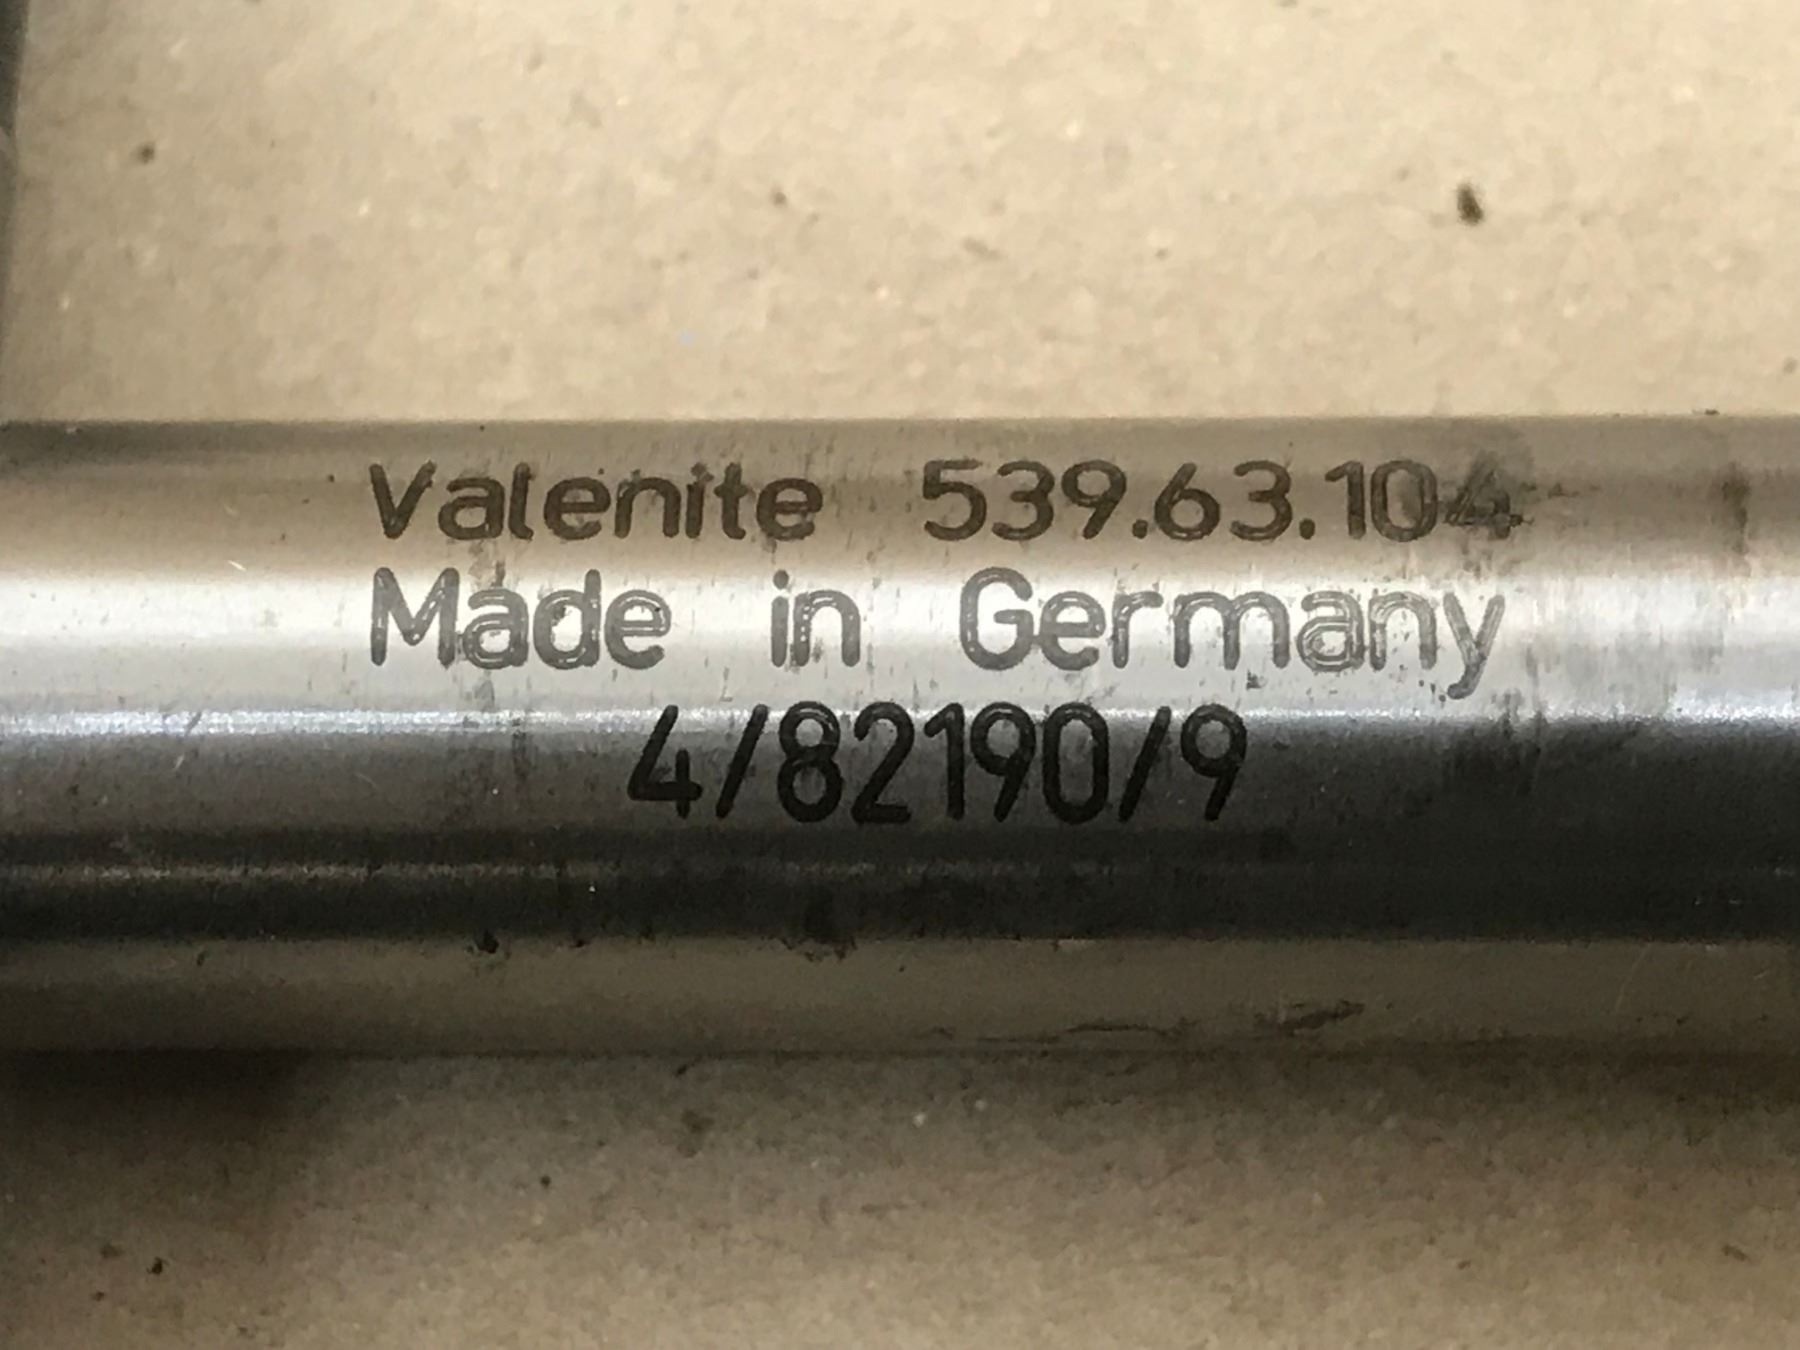 Valenite 539.63.104
Made in Germany
4/82190/9